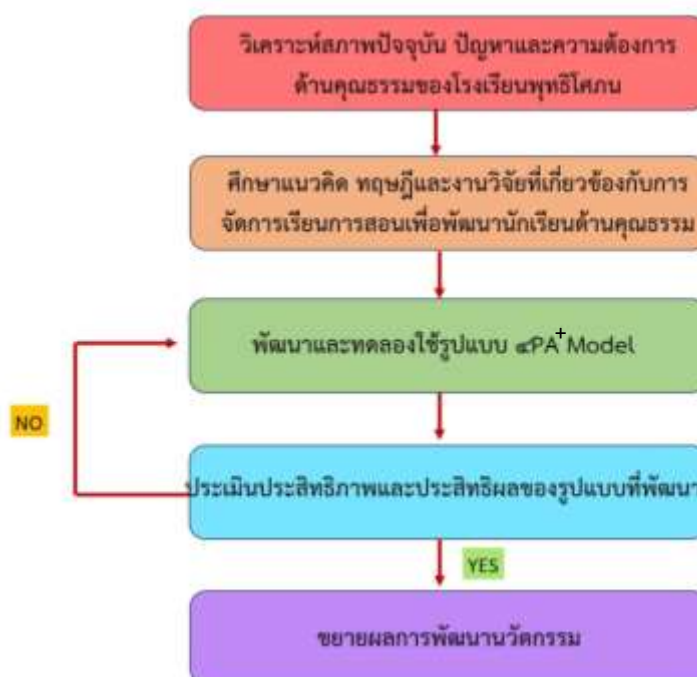 วิเคราะห์สภาพปัจจุบัน ปัญหาและความต้องการ
ด้านคุณธรรมของโรงเรียนพุทธิโศภน
ศึกษาแนวคิด ทฤษฎีและงานวิจัยที่เกี่ยวข้องกับการ
จัดการเรียนการสอนเพื่อพัฒนานักเรียนด้านคุณธรรม
พัฒนาและทดลองใช้รูปแบบ ๔PA⁺ Model
NO
ประเมินประสิทธิภาพและประสิทธิผลของรูปแบบที่พัฒนา
YES
ขยายผลการพัฒนานวัตกรรม